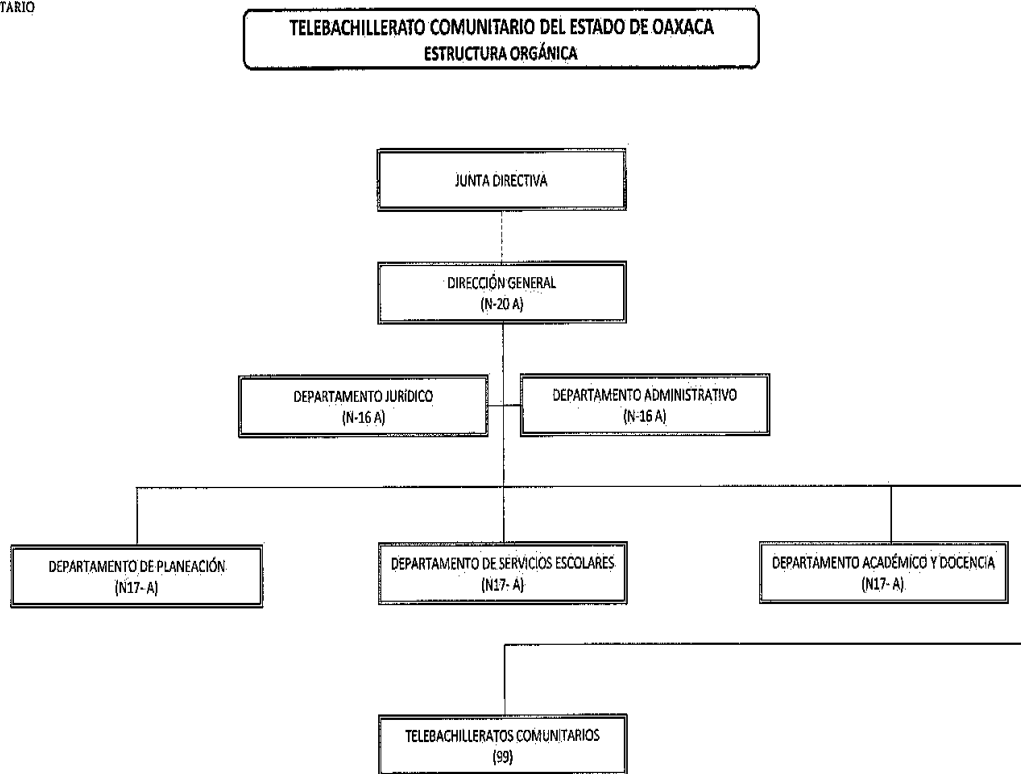 TARIO
TELEBACHILLERATO COMUNITARIO DEL ESTADO DE OAXACA
ESTRUCTURA ORGÁNICA
JUNTA DIRECTIVA
DIRECCIÓN GENERAL
(N-20 A)
DEPARTAMENTO JURÍDICO
(N-16 A)
DEPARTAMENTO ADMINISTRATIVO
(N-16 A)
DEPARTAMENTO DE PLANEACIÓN
(N17- A)
DEPARTAMENTO DE SERVICIOS ESCOLARES
(N17- A)
DEPARTAMENTO ACADÉMICO Y DOCENCIA
(N17- A)
TELEBACHILLERATOS COMUNITARIOS
(99)